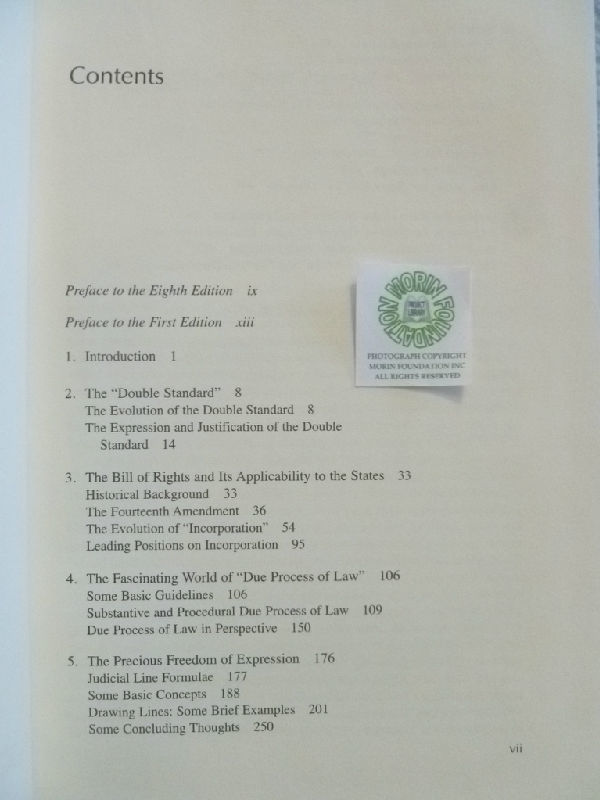 Contents
Preface to the Eighth Edition ix
Preface to the First Edition xiii
1. Introduction 1
2. The “Double Standard” 8
The Evolution of the Double Standard 8
The Expression and Justification of the Double
Standard 14
3. The Bill of Rights and Its Applicability to the States 33
Historical Background 33
The Fourteenth Amendment 36
The Evolution of “Incorporation” 54
Leading Positions on Incorporation 95
4. The Fascinating World of “Due Process of Law” 106
Some Basic Guidelines 106
Substantive and Procedural Due Process of Law 109
Due Process of Law in Perspective 150
5. The Precious Freedom of Expression 176
Judicial Line Formulae 177
Some Basic Concepts 188
Drawing Lines: Some Brief Examples 201
Some Concluding Thoughts 250
vii
MORIN FOUNDATION
PROJECT
LIBRARY
PHOTOGRAPH COPYRIGHT
MORIN FOUNDATION INC
ALL RIGHTS RESERVED